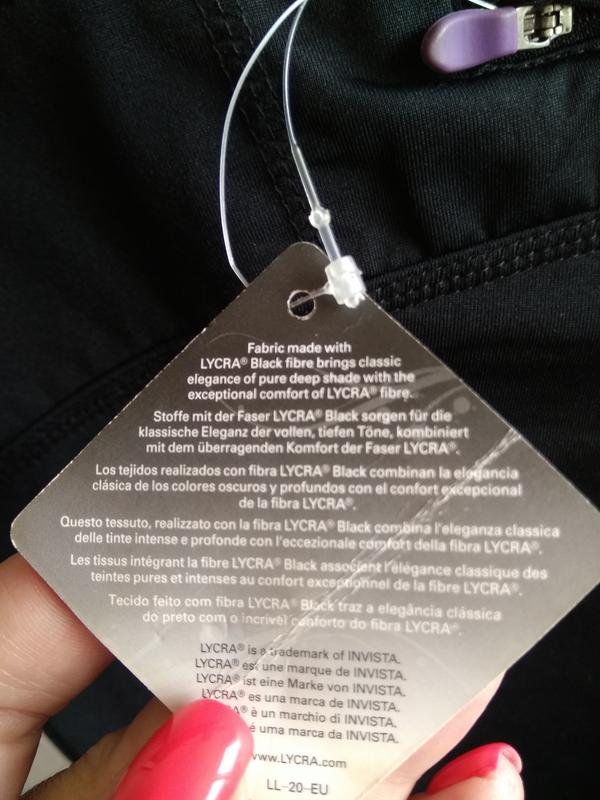 Fabric made with
LYCRA® Black fibre brings classic
elegance of pure deep shade with the
exceptional comfort of LYCRA® fibre.
Stoffe mit der Faser LYCRA® Black sorgen für die
klassische Eleganz der vollen, tiefen Töne, kombiniert
mit dem überragenden Komfort der Faser LYCRA®.
Los tejidos realizados con fibra LYCRA® Black combinan la elegancia
clásica de los colores oscuros y profundos con el confort excepcional
de la fibra LYCRA®.
Questo tessuto, realizzato con la fibra LYCRA® Black combina l'eleganza classica
delle tinte intense e profonde con l'eccezionale comfort della fibra LYCRA®.
Les tissus intégrant la fibre LYCRA® Black associent l'élégance classique des
teintes pures et intenses au confort exceptionnel de la fibre LYCRA®.
Tecido feito com fibra LYCRA® Black traz a elegância clássica
do preto com o incrível conforto do fibra LYCRA®.
LYCRA® is a trademark of INVISTA.
LYCRA® est une marque de INVISTA.
LYCRA® ist eine Marke von INVISTA.
LYCRA® es una marca de INVISTA.
è un marchio di INVISTA.
é uma marca da INVISTA.
www.LYCRA.com
LL-20-EU